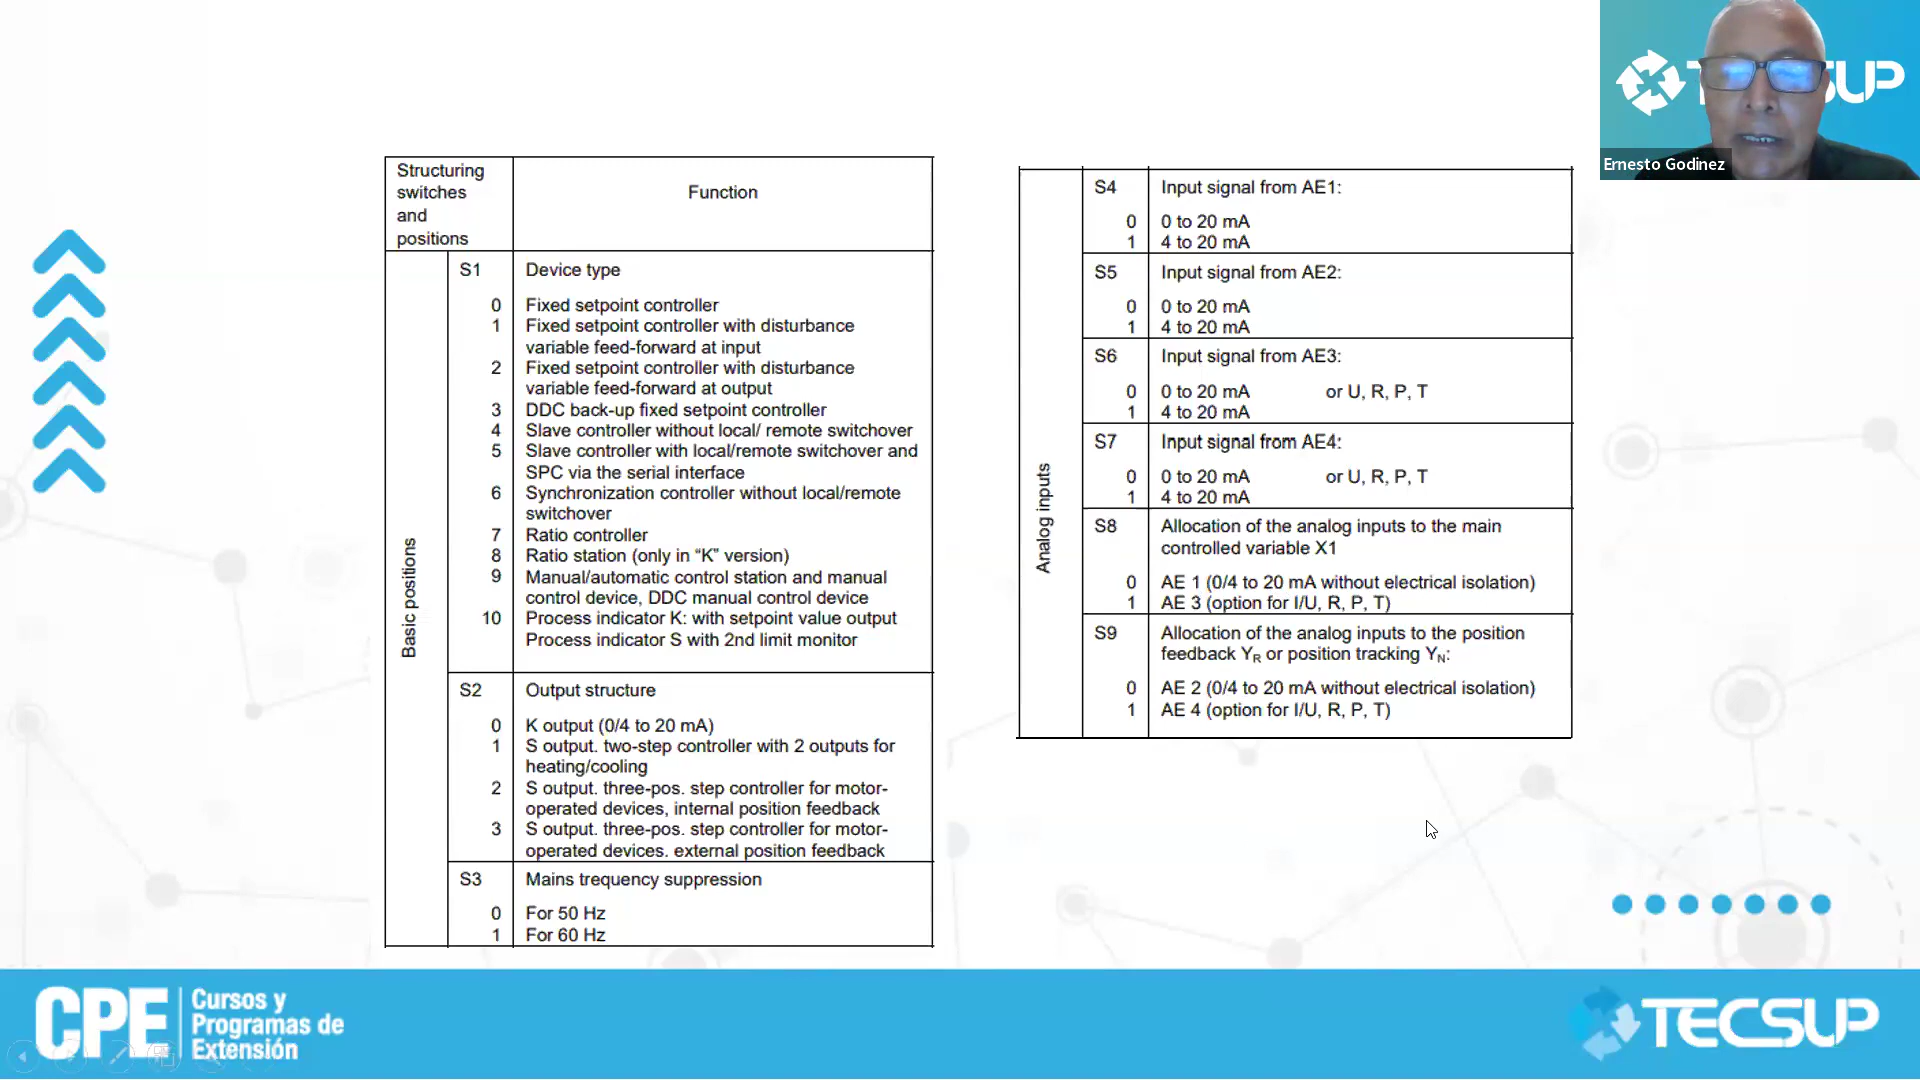 TECSUP
Ernesto Godinez
Structuring
switches
and
positions
Function
Basic positions
S1 Device type
0 Fixed setpoint controller
1 Fixed setpoint controller with disturbance
variable feed-forward at input
2 Fixed setpoint controller with disturbance
variable feed-forward at output
3 DDC back-up fixed setpoint controller
4 Slave controller without local/ remote switchover
5 Slave controller with local/remote switchover and
SPC via the serial interface
6 Synchronization controller without local/remote
switchover
7 Ratio controller
8 Ratio station (only in “K” version)
9 Manual/automatic control station and manual
control device, DDC manual control device
10 Process indicator K: with setpoint value output
Process indicator S with 2nd limit monitor
S2 Output structure
0 K output (0/4 to 20 mA)
1 S output. two-step controller with 2 outputs for
heating/cooling
2 S output. three-pos. step controller for motor-
operated devices, internal position feedback
3 S output. three-pos. step controller for motor-
operated devices. external position feedback
S3 Mains trequency suppression
0 For 50 Hz
1 For 60 Hz
Analog inputs
S4 Input signal from AE1:
0 0 to 20 mA
1 4 to 20 mA
S5 Input signal from AE2:
0 0 to 20 mA
1 4 to 20 mA
S6 Input signal from AE3:
0 0 to 20 mA or U, R, P, T
1 4 to 20 mA
S7 Input signal from AE4:
0 0 to 20 mA or U, R, P, T
1 4 to 20 mA
S8 Allocation of the analog inputs to the main
controlled variable X1
0 AE 1 (0/4 to 20 mA without electrical isolation)
1 AE 3 (option for I/U, R, P, T)
S9 Allocation of the analog inputs to the position
feedback YR or position tracking YN:
0 AE 2 (0/4 to 20 mA without electrical isolation)
1 AE 4 (option for I/U, R, P, T)
CPE
Cursos y
Programas de
Extensión
TECSUP